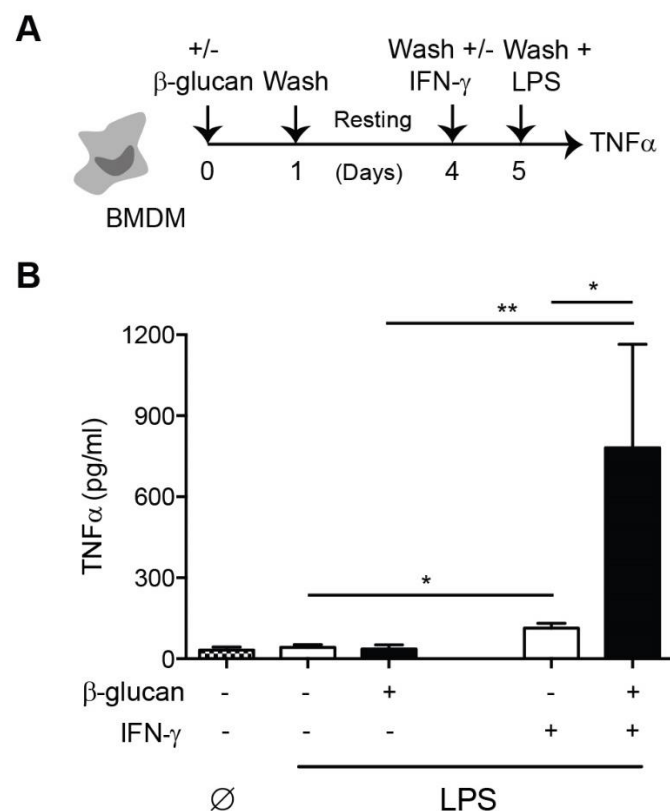 A
+/-
β-glucan Wash
Wash +/-
IFN-γ
Wash +
LPS
Resting
TNFα
0 1 (Days) 4 5
BMDM
B
*
**
1200
900
600
300
0
TNFα (pg/ml)
*
β-glucan - - + - +
IFN-γ - - - + +
∅ LPS